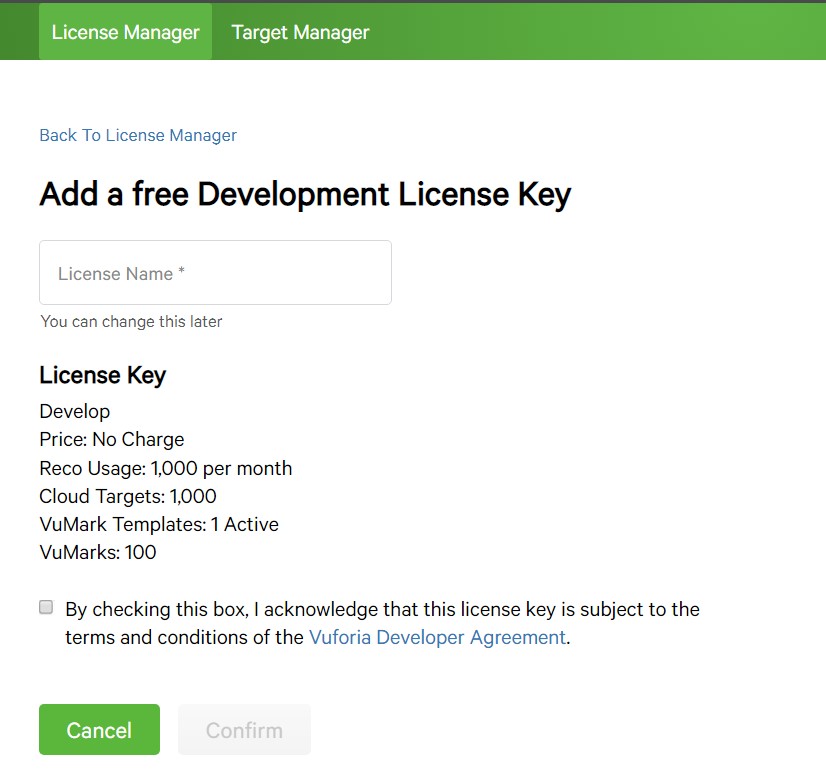 License Manager Target Manager
Back To License Manager
Add a free Development License Key
License Name *
You can change this later
License Key
Develop
Price: No Charge
Reco Usage: 1,000 per month
Cloud Targets: 1,000
VuMark Templates: 1 Active
VuMarks: 100
By checking this box, I acknowledge that this license key is subject to the
terms and conditions of the Vuforia Developer Agreement.
Cancel Confirm